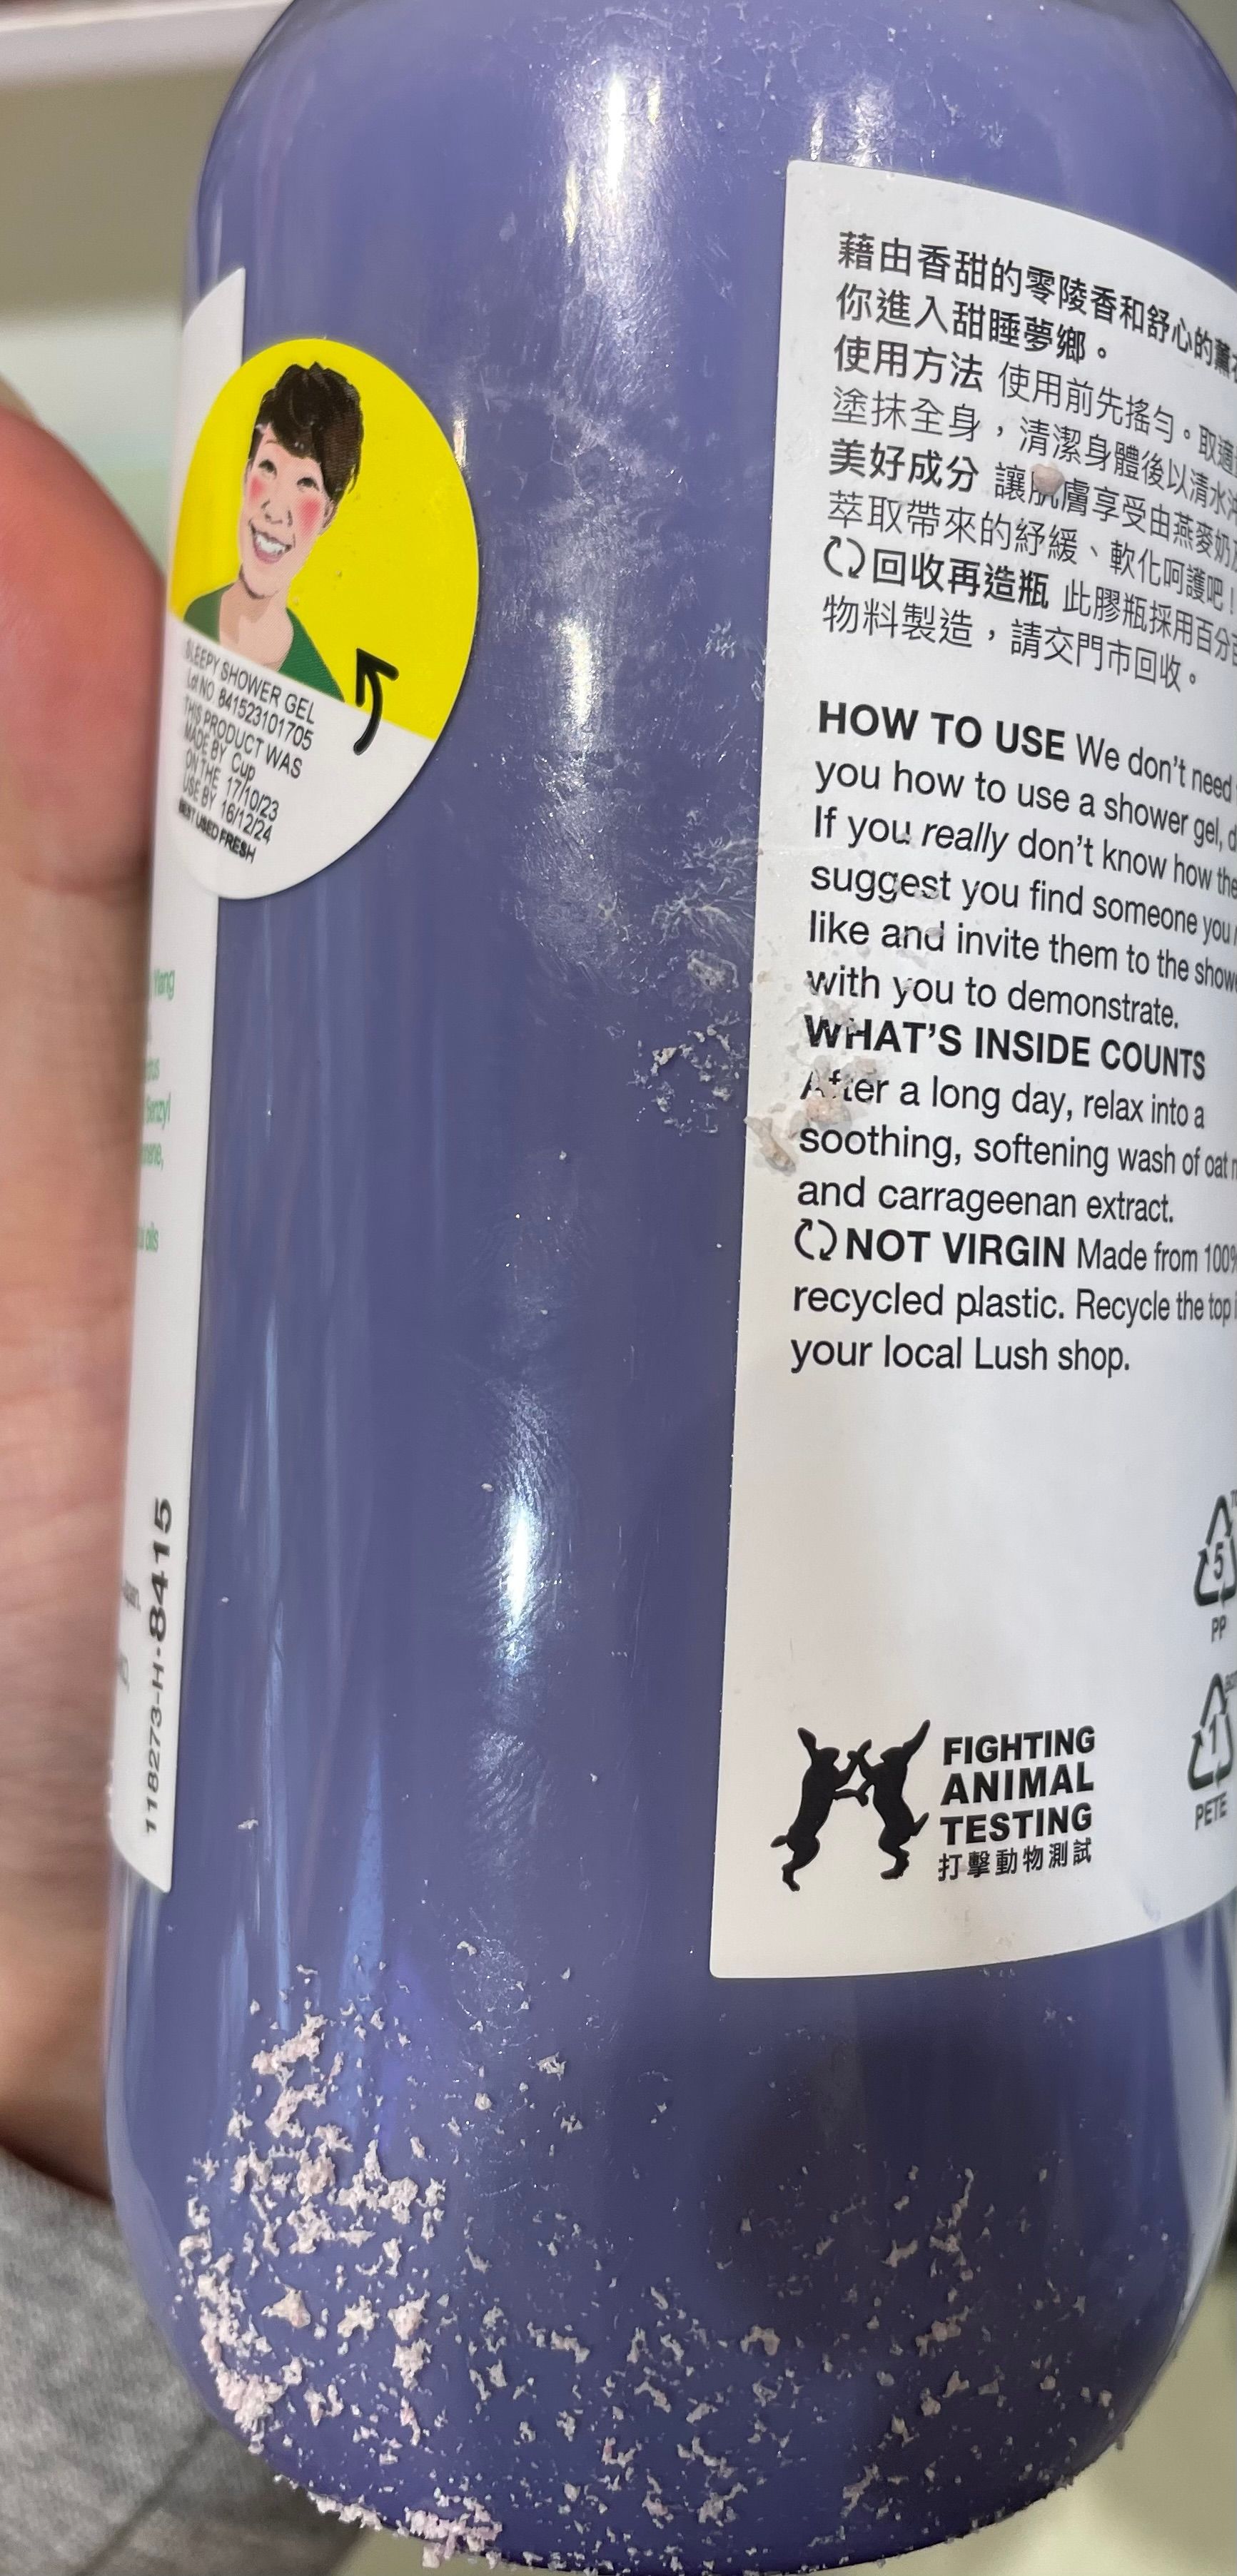 SLEEPY SHOWER GEL
Lot NO 841523101705
THIS PRODUCT WAS
MADE BY Cup
ON THE 17/10/23
USE BY 16/12/24
BEST USED FRESH
Ylang
oils
118273-H-8415
藉由香甜的零陵香和舒心的薰
你進入甜睡夢鄉。
使用方法 使用前先搖勻。取適
塗抹全身，清潔身體後以清水
美好成分 讓肌膚享受由燕麥奶
萃取帶來的紓緩、軟化呵護吧！
回收再造瓶 此膠瓶採用百分
物料製造，請交門市回收。
HOW TO USE We don't need
you how to use a shower gel,
If you really don't know how
suggest you find someone you
like and invite them to the
with you to demonstrate.
WHAT'S INSIDE COUNTS
After a long day, relax into a
soothing, softening wash of oat
and carrageenan extract.
NOT VIRGIN Made from 100%
recycled plastic. Recycle the top
your local Lush shop.
5
PP
1
PETE
FIGHTING
ANIMAL
TESTING
打擊動物測試